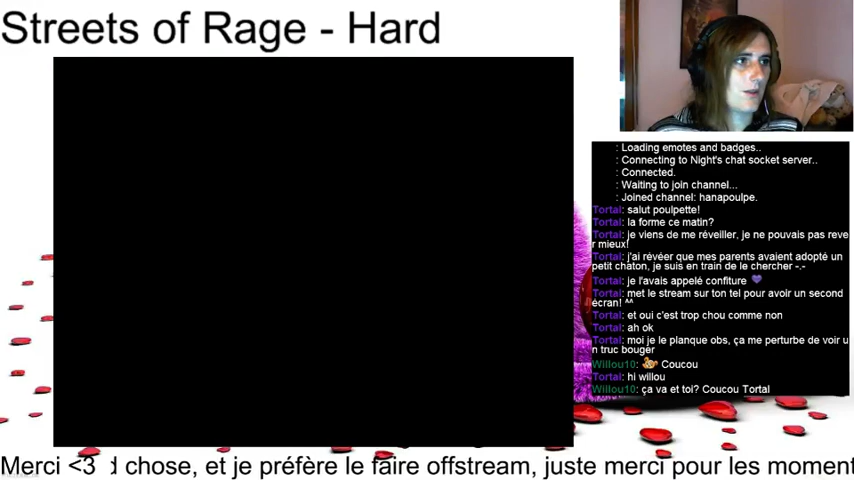 Streets of Rage - Hard
: Loading emotes and badges..
: Connecting to Night's chat socket server..
: Connected.
: Waiting to join channel...
: Joined channel: hanapoulpe.
Tortal: salut poulpette!
Tortal: la forme ce matin?
Tortal: je viens de me réveiller, je ne pouvais pas reve
r mieux!
Tortal: j'ai révéer que mes parents avaient adopté un
petit chaton, je suis en train de le chercher -.-
Tortal: je l'avais appelé confiture
Tortal: met le stream sur ton tel pour avoir un second
écran! ^^
Tortal: et oui c'est trop chou comme non
Tortal: ah ok
Tortal: moi je le planque obs, ça me perturbe de voir u
n truc bouger
Willou10: Coucou
Tortal: hi willou
Willou10: ça va et toi? Coucou Tortal
Merci <3 d chose, et je préfère le faire offstream, juste merci pour les moment